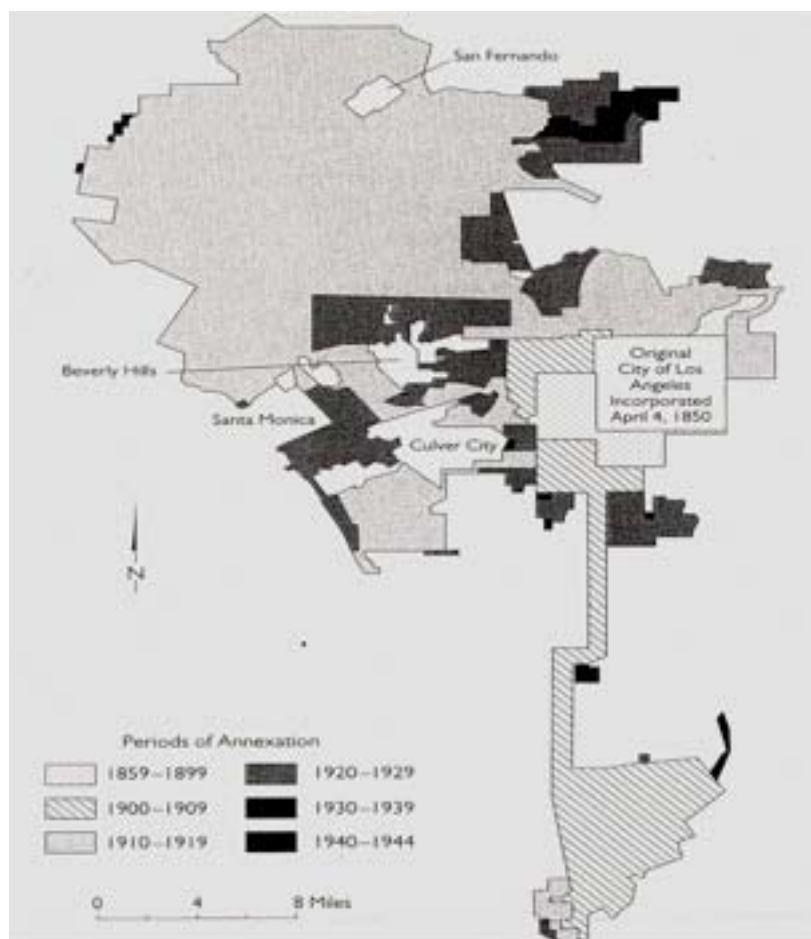 San Fernando
Original
City of Los
Angeles
Incorporated
April 4, 1850
Beverly Hills
Santa Monica
Culver City
N
Periods of Annexation
1859–1899
1920–1929
1900–1909
1930–1939
1910–1919
1940–1944
0 4 8 Miles